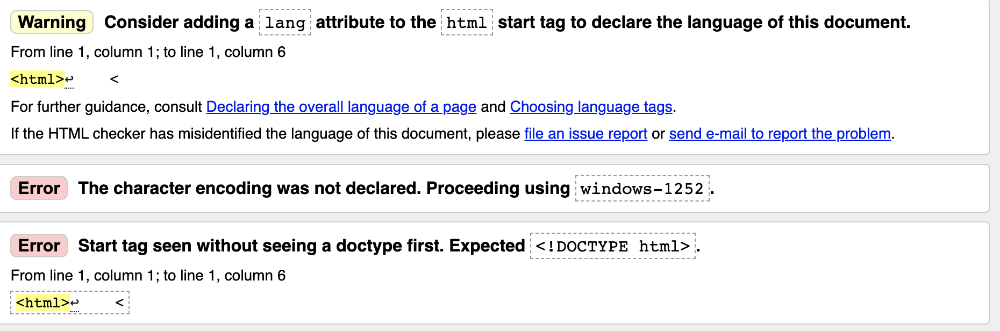 Warning Consider adding a lang attribute to the html start tag to declare the language of this document.
From line 1, column 1; to line 1, column 6
<html>↩    <
For further guidance, consult Declaring the overall language of a page and Choosing language tags.
If the HTML checker has misidentified the language of this document, please file an issue report or send e-mail to report the problem.
Error The character encoding was not declared. Proceeding using windows-1252.
Error Start tag seen without seeing a doctype first. Expected <!DOCTYPE html>.
From line 1, column 1; to line 1, column 6
<html>↩    <